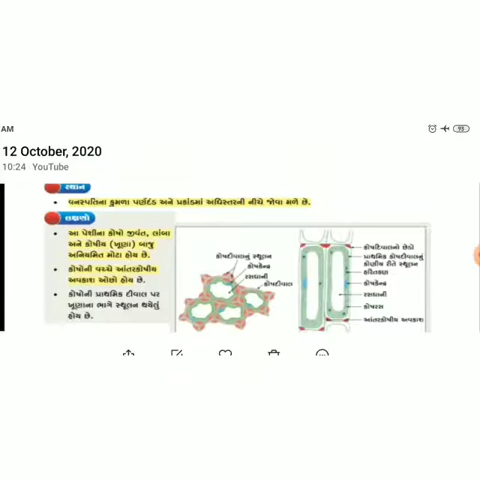 AM
93
12 October, 2020
10:24 YouTube
સ્થાન
• વનસ્પતિના કુમળા પર્ણદંડ અને પ્રકાંડમાં અધિસ્તરની નીચે જોવા મળે છે.
લક્ષણો
• આ પેશીના કોષો જીવંત, લાંબા
અને કોષીય (ખૂણા) બાજુ
અનિયમિત મોટા હોય છે.
• કોષોની વચ્ચે આંતરકોષીય
અવકાશ ઓછો હોય છે.
• કોષોની પ્રાથમિક દીવાલ પર
ખૂણાના ભાગે સ્થૂલન થયેલું
હોય છે.
કોષદીવાલનું સ્થૂલન
કોષકેન્દ્ર
રસધાની
કોષદીવાલ
કોષદિવાલનો છેડો
પ્રાથમિક કોષદીવાલનું
કોણીય રીતે સ્થૂલન
હરિતકણ
કોષકેન્દ્ર
રસધાની
કોષરસ
આંતરકોષીય અવકાશ